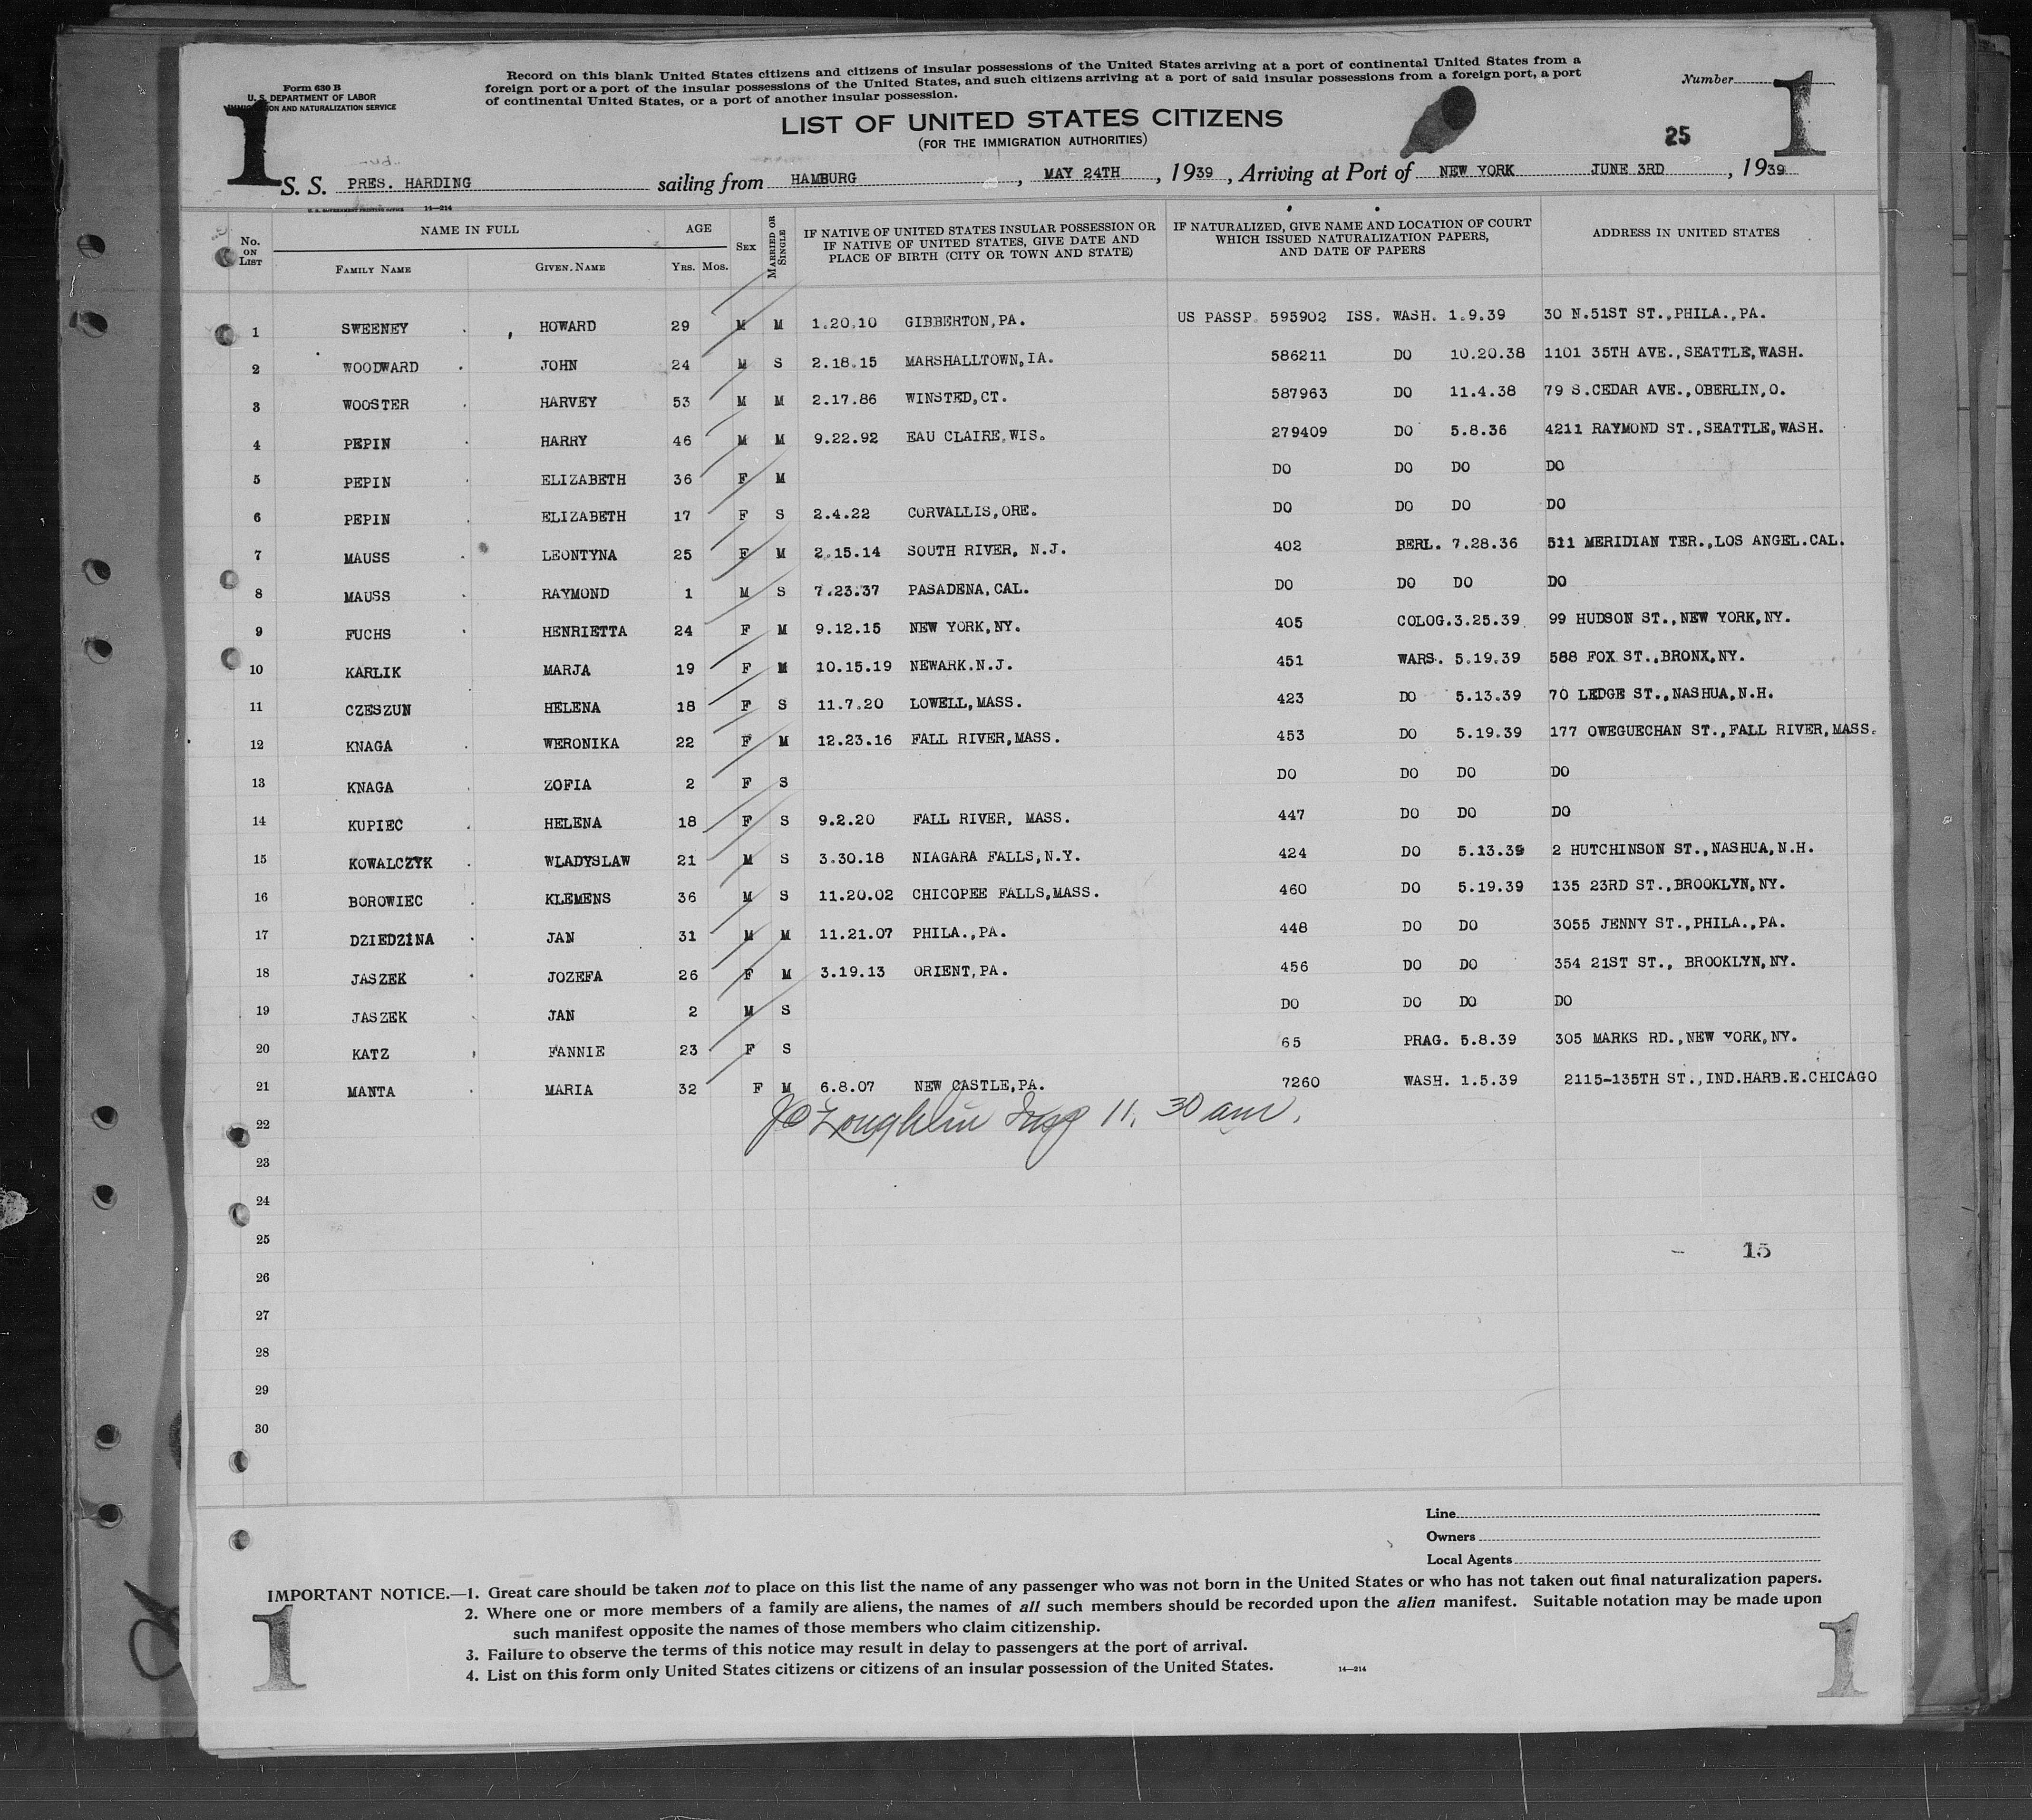 Form 630 B
U. S. DEPARTMENT OF LABOR
IMMIGRATION AND NATURALIZATION SERVICE
Record on this blank United States citizens and citizens of insular possessions of the United States arriving at a port of continental United States from a
foreign port or a port of the insular possessions of the United States, and such citizens arriving at a port of said insular possessions from a foreign port, a port
of continental United States, or a port of another insular possession.
Number
1
1
LIST OF UNITED STATES CITIZENS
(FOR THE IMMIGRATION AUTHORITIES)
25
S. S. PRES. HARDING sailing from HAMBURG, MAY 24TH, 1939, Arriving at Port of NEW YORK JUNE 3RD, 1939
U. S. GOVERNMENT PRINTING OFFICE 14—214
No. ON LIST NAME IN FULL FAMILY NAME GIVEN NAME AGE YRS. MOS. SEX MARRIED OR SINGLE IF NATIVE OF UNITED STATES INSULAR POSSESSION OR IF NATIVE OF UNITED STATES, GIVE DATE AND PLACE OF BIRTH (CITY OR TOWN AND STATE) IF NATURALIZED, GIVE NAME AND LOCATION OF COURT WHICH ISSUED NATURALIZATION PAPERS, AND DATE OF PAPERS ADDRESS IN UNITED STATES
1 SWEENEY HOWARD 29 M M 1.20.10 GIBBERTON,PA. US PASSP. 595902 ISS. WASH. 1.9.39 30 N.51ST ST.,PHILA.,PA.
2 WOODWARD JOHN 24 M S 2.18.15 MARSHALLTOWN,IA. 586211 DO 10.20.38 1101 35TH AVE.,SEATTLE,WASH.
3 WOOSTER HARVEY 53 M M 2.17.86 WINSTED,CT. 587963 DO 11.4.38 79 S.CEDAR AVE.,OBERLIN,O.
4 PEPIN HARRY 46 M M 9.22.92 EAU CLAIRE,WIS. 279409 DO 5.8.36 4211 RAYMOND ST.,SEATTLE,WASH.
5 PEPIN ELIZABETH 36 F M DO DO DO DO
6 PEPIN ELIZABETH 17 F S 2.4.22 CORVALLIS,ORE. DO DO DO DO
7 MAUSS LEONTYNA 25 F M 2.15.14 SOUTH RIVER, N.J. 402 BERL. 7.28.36 511 MERIDIAN TER.,LOS ANGEL.CAL.
8 MAUSS RAYMOND 1 M S 7.23.37 PASADENA,CAL. DO DO DO DO
9 FUCHS HENRIETTA 24 F M 9.12.15 NEW YORK,NY. 405 COLOG.3.25.39 99 HUDSON ST.,NEW YORK,NY.
10 KARLIK MARJA 19 F M 10.15.19 NEWARK.N.J. 451 WARS. 5.19.39 588 FOX ST.,BRONX,NY.
11 CZESZUN HELENA 18 F S 11.7.20 LOWELL,MASS. 423 DO 5.13.39 70 LEDGE ST.,NASHUA,N.H.
12 KNAGA WERONIKA 22 F M 12.23.16 FALL RIVER,MASS. 453 DO 5.19.39 177 OWEGUECHAN ST.,FALL RIVER,MASS.
13 KNAGA ZOFIA 2 F S DO DO DO DO
14 KUPIEC HELENA 18 F S 9.2.20 FALL RIVER, MASS. 447 DO DO DO
15 KOWALCZYK WLADYSLAW 21 M S 3.30.18 NIAGARA FALLS,N.Y. 424 DO 5.13.39 2 HUTCHINSON ST.,NASHUA,N.H.
16 BOROWIEC KLEMENS 36 M S 11.20.02 CHICOPEE FALLS,MASS. 460 DO 5.19.39 135 23RD ST.,BROOKLYN,NY.
17 DZIEDZINA JAN 31 M M 11.21.07 PHILA.,PA. 448 DO DO 3055 JENNY ST.,PHILA.,PA.
18 JASZEK JOZEFA 26 F M 3.19.13 ORIENT,PA. 456 DO DO 354 21ST ST., BROOKLYN,NY.
19 JASZEK JAN 2 M S DO DO DO DO
20 KATZ FANNIE 23 F S 65 PRAG. 5.8.39 305 MARKS RD.,NEW YORK,NY.
21 MANTA MARIA 32 F M 6.8.07 NEW CASTLE,PA. 7260 WASH. 1.5.39 2115-135TH ST.,IND.HARB.E.CHICAGO
22 11.30 am.
23
24
25
15
26
27
28
29
30
Line
Owners
Local Agents
IMPORTANT NOTICE.—1. Great care should be taken not to place on this list the name of any passenger who was not born in the United States or who has not taken out final naturalization papers.
2. Where one or more members of a family are aliens, the names of all such members should be recorded upon the alien manifest. Suitable notation may be made upon
such manifest opposite the names of those members who claim citizenship.
3. Failure to observe the terms of this notice may result in delay to passengers at the port of arrival.
4. List on this form only United States citizens or citizens of an insular possession of the United States. 14—214
1
1